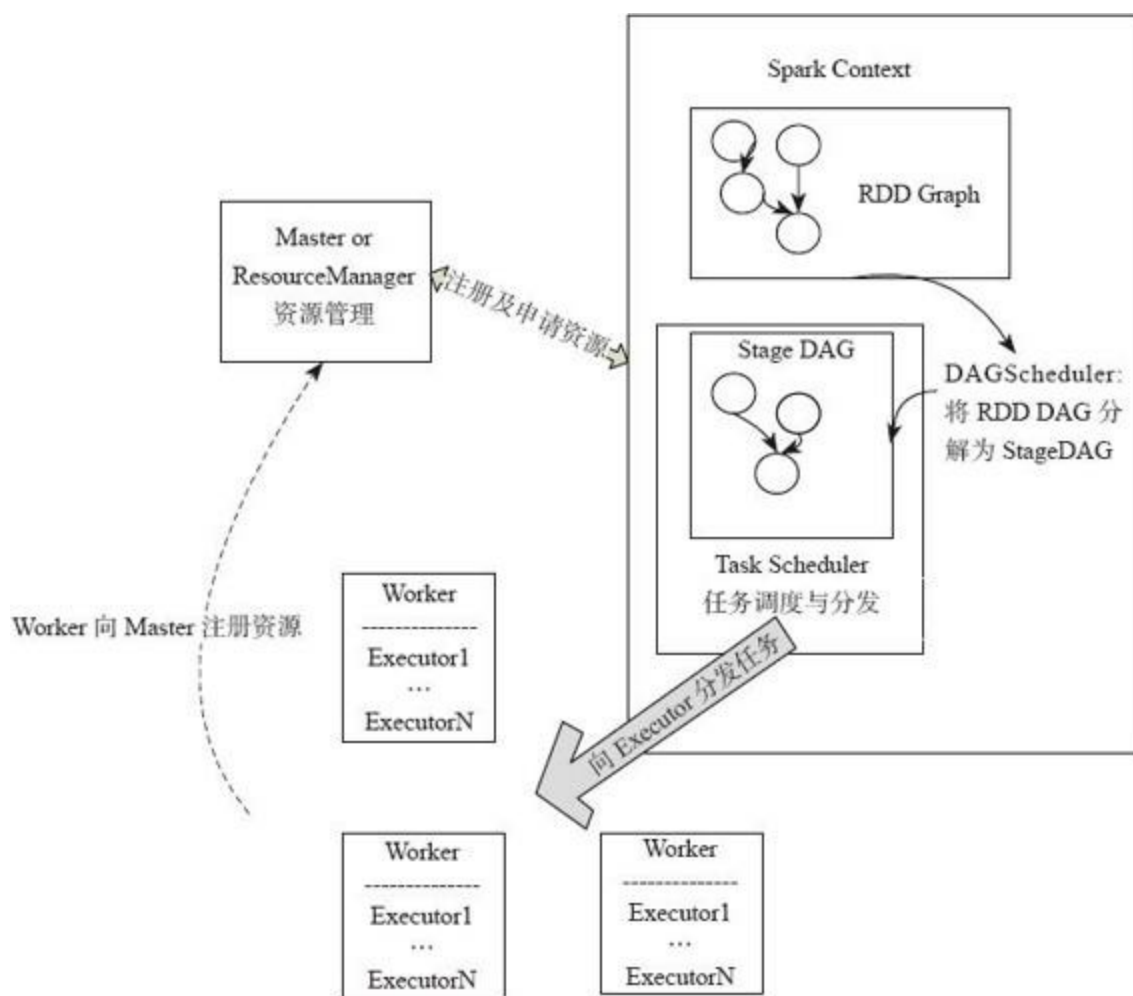 Spark Context
RDD Graph
Master or
ResourceManager
资源管理
注册及申请资源
Stage DAG
DAGScheduler:
将 RDD DAG 分
解为 StageDAG
Task Scheduler
任务调度与分发
Worker 向 Master 注册资源
Worker
Executor1
...
ExecutorN
向 Executor 分发任务
Worker
Executor1
...
ExecutorN
Worker
Executor1
...
ExecutorN